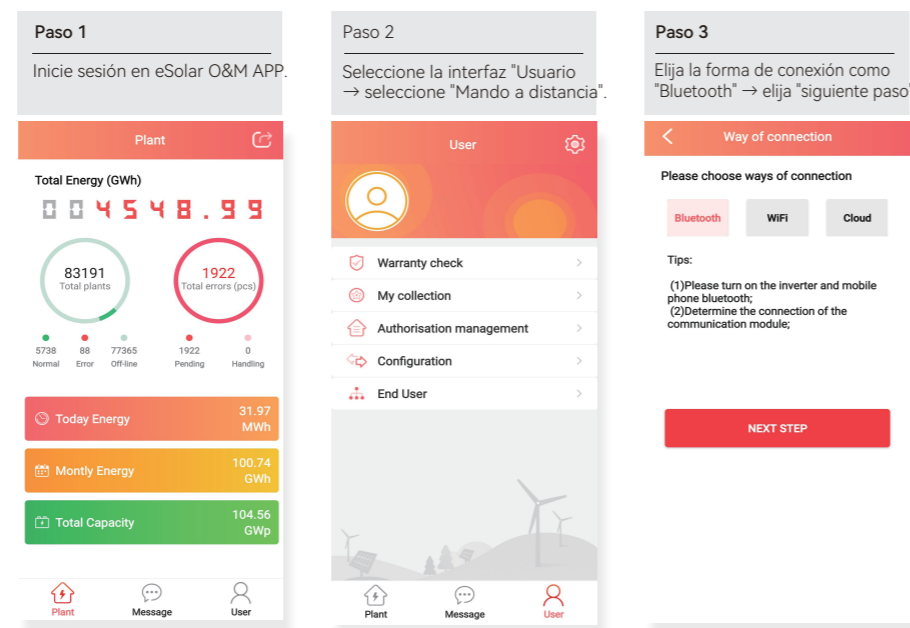 Paso 1
Inicie sesión en eSolar O&M APP.
Plant
Total Energy (GWh)
004548.99
83191
Total plants
1922
Total errors (pcs)
5738
88
77365
1922
0
Normal
Error
Off-line
Pending
Handling
Today Energy
31.97
MWh
Montly Energy
100.74
GWh
Total Capacity
104.56
GWp
Plant
Message
User
Paso 2
Seleccione la interfaz "Usuario
→ seleccione "Mando a distancia".
User
Warranty check
My collection
Authorisation management
Configuration
End User
Plant
Message
User
Paso 3
Elija la forma de conexión como
"Bluetooth" → elija "siguiente paso"
Way of connection
Please choose ways of connection
Bluetooth
WiFi
Cloud
Tips:
(1)Please turn on the inverter and mobile
phone bluetooth;
(2)Determine the connection of the
communication module;
NEXT STEP